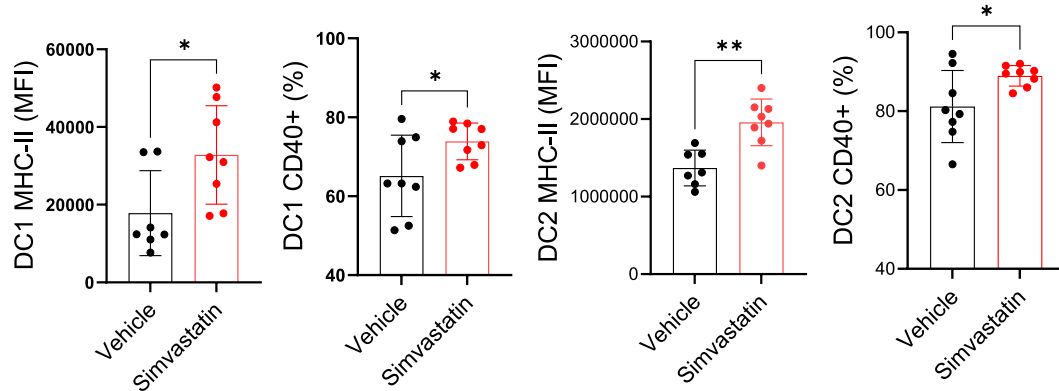 DC1 MHC-II (MFI)
60000
40000
20000
0
*
Vehicle
Simvastatin
DC1 CD40+ (%)
100
80
60
40
*
Vehicle
Simvastatin
DC2 MHC-II (MFI)
3000000
2000000
1000000
0
**
Vehicle
Simvastatin
DC2 CD40+ (%)
100
80
60
40
*
Vehicle
Simvastatin